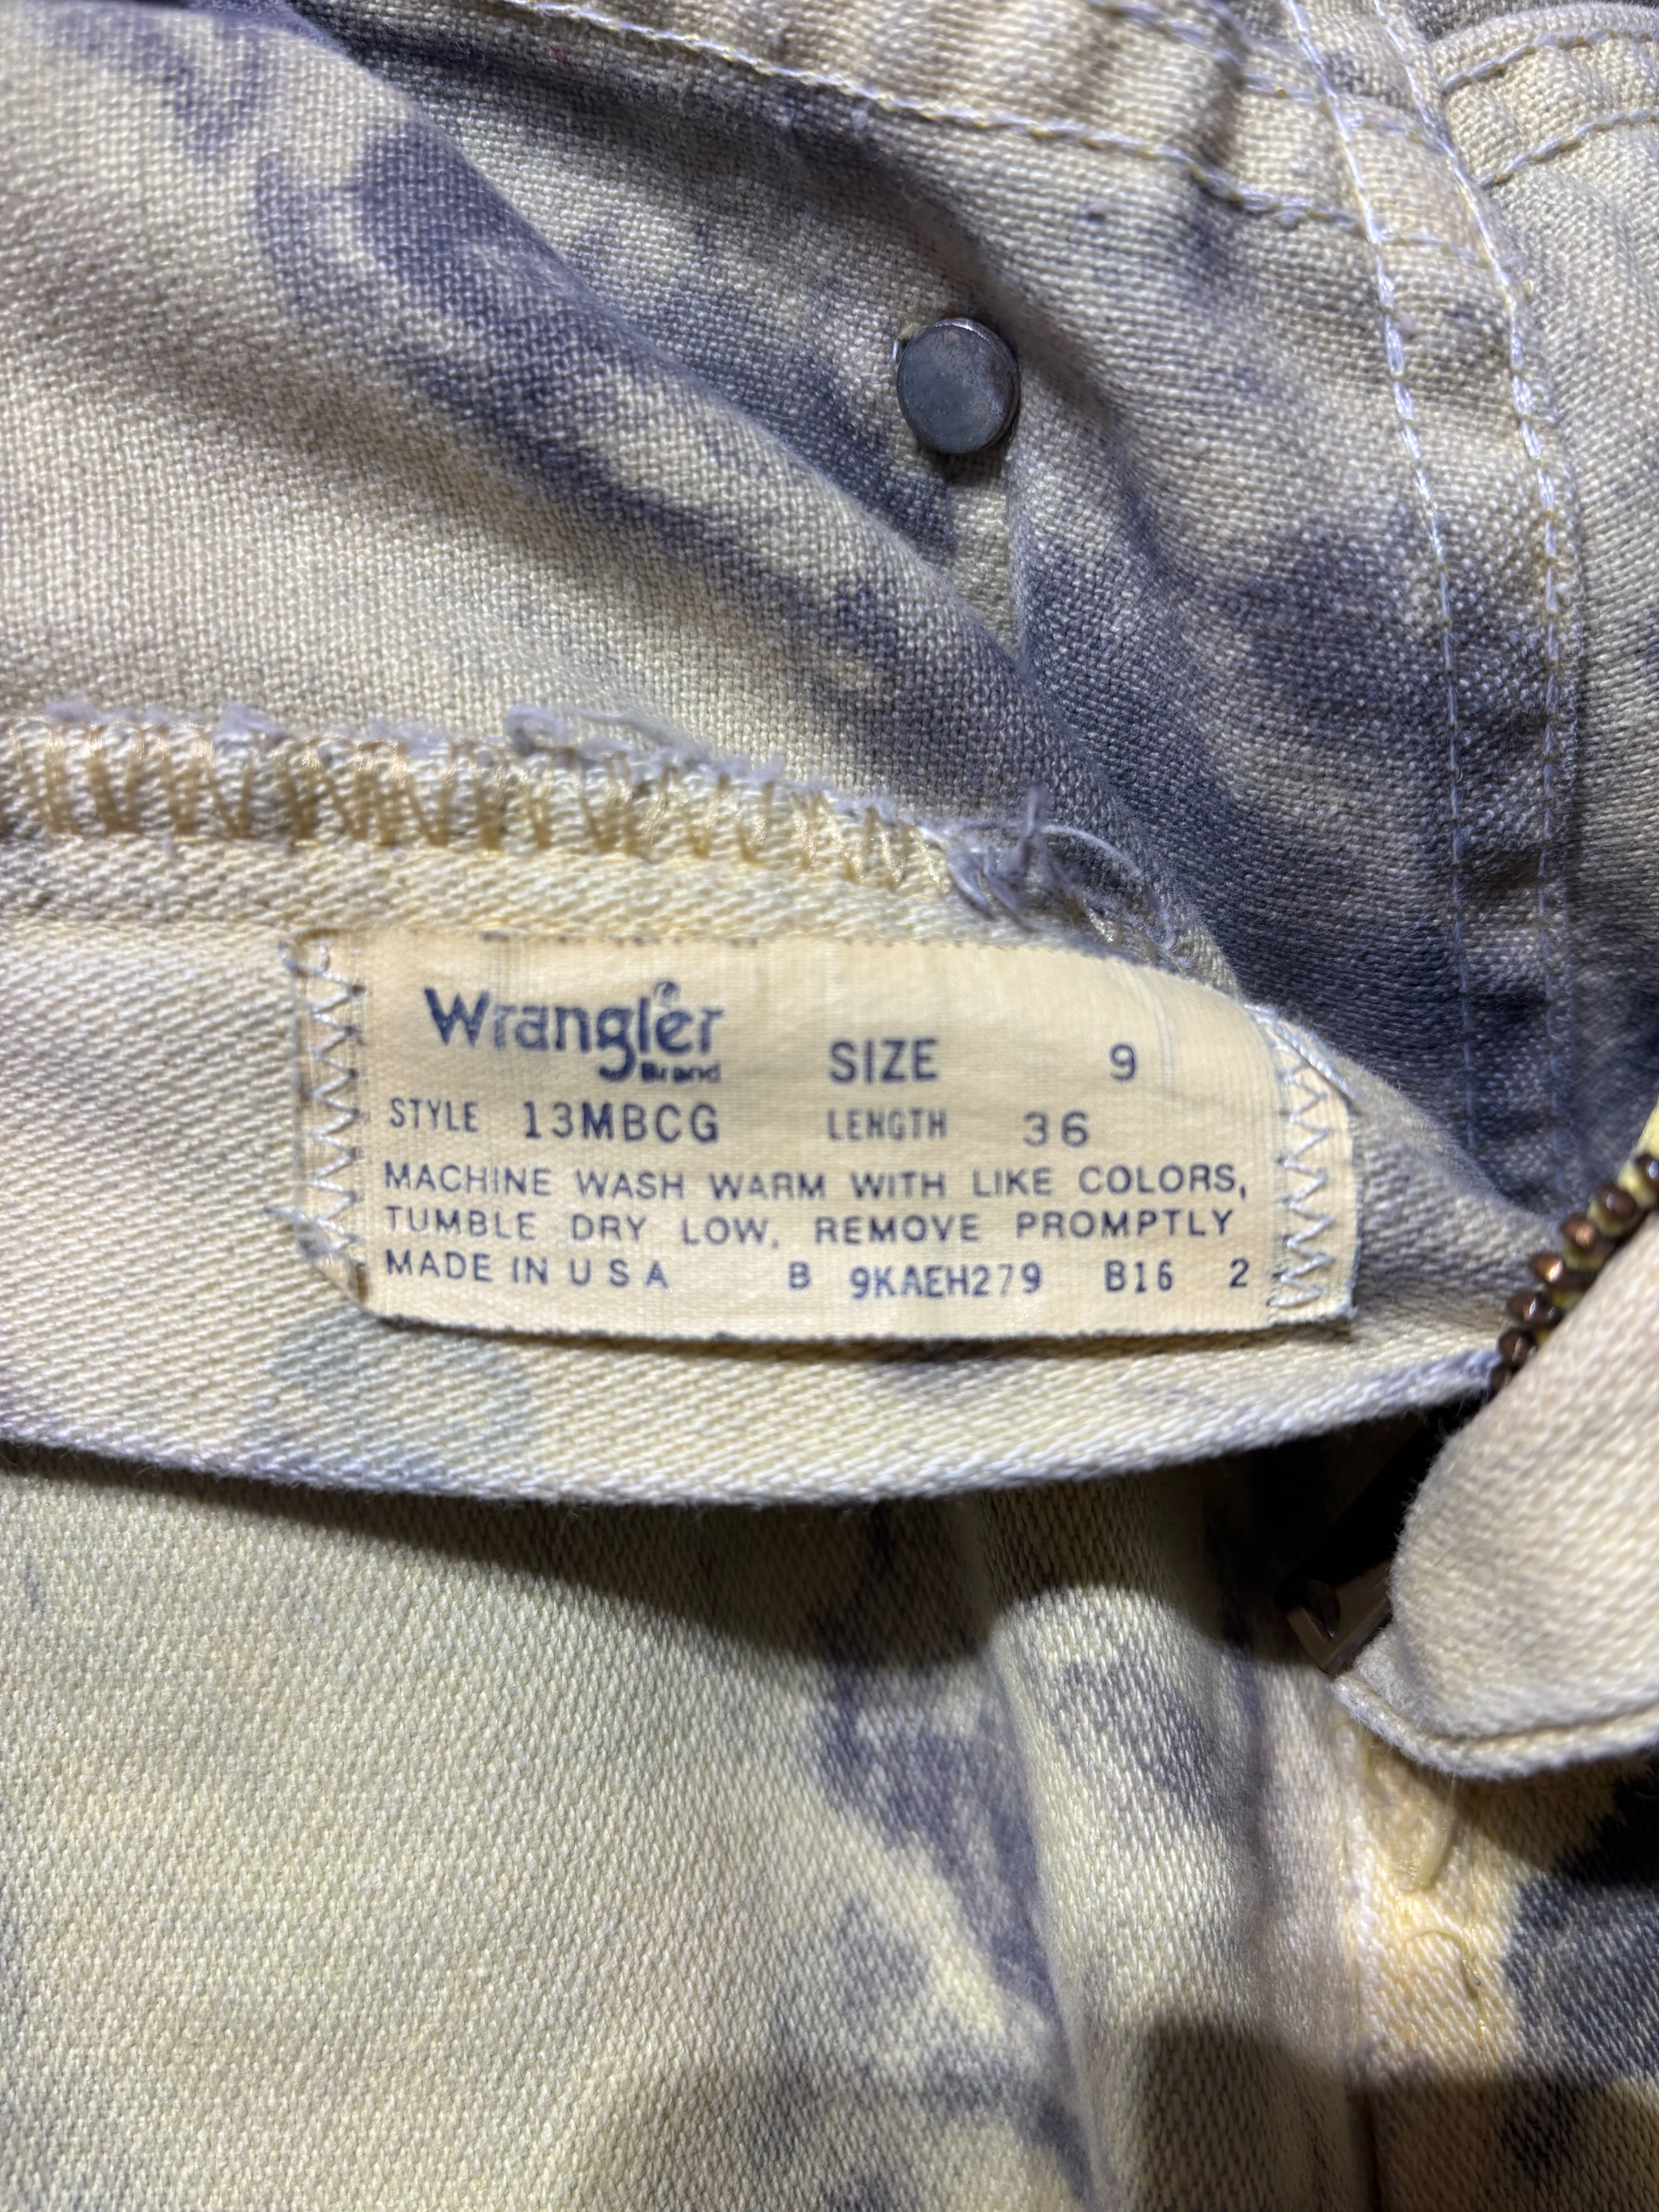 Wrangler SIZE 9
Brand
STYLE 13MBCG LENGTH 36
MACHINE WASH WARM WITH LIKE COLORS,
TUMBLE DRY LOW, REMOVE PROMPTLY
MADE IN U S A B 9KAEH279 B16 2